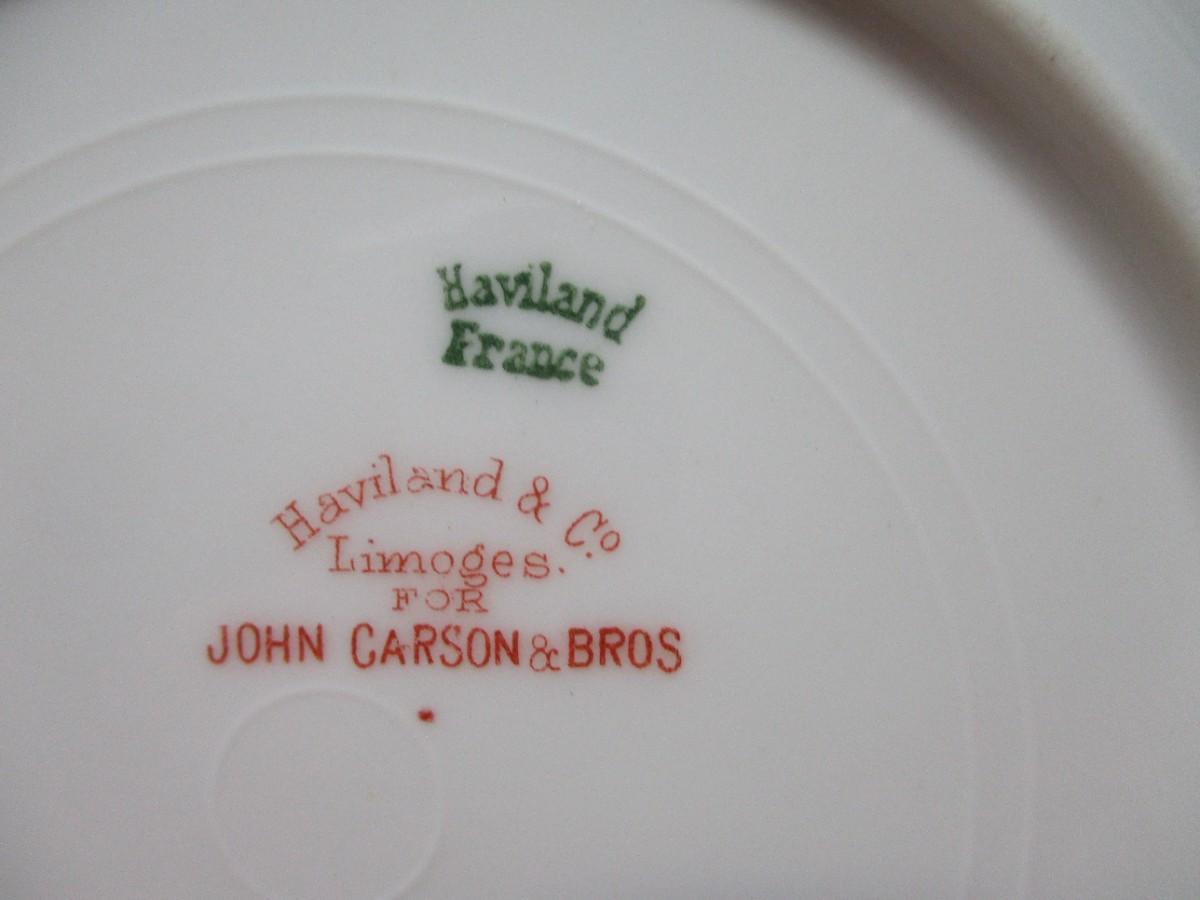 Haviland
France
Haviland & Co
Limoges.
FOR
JOHN CARSON & BROS